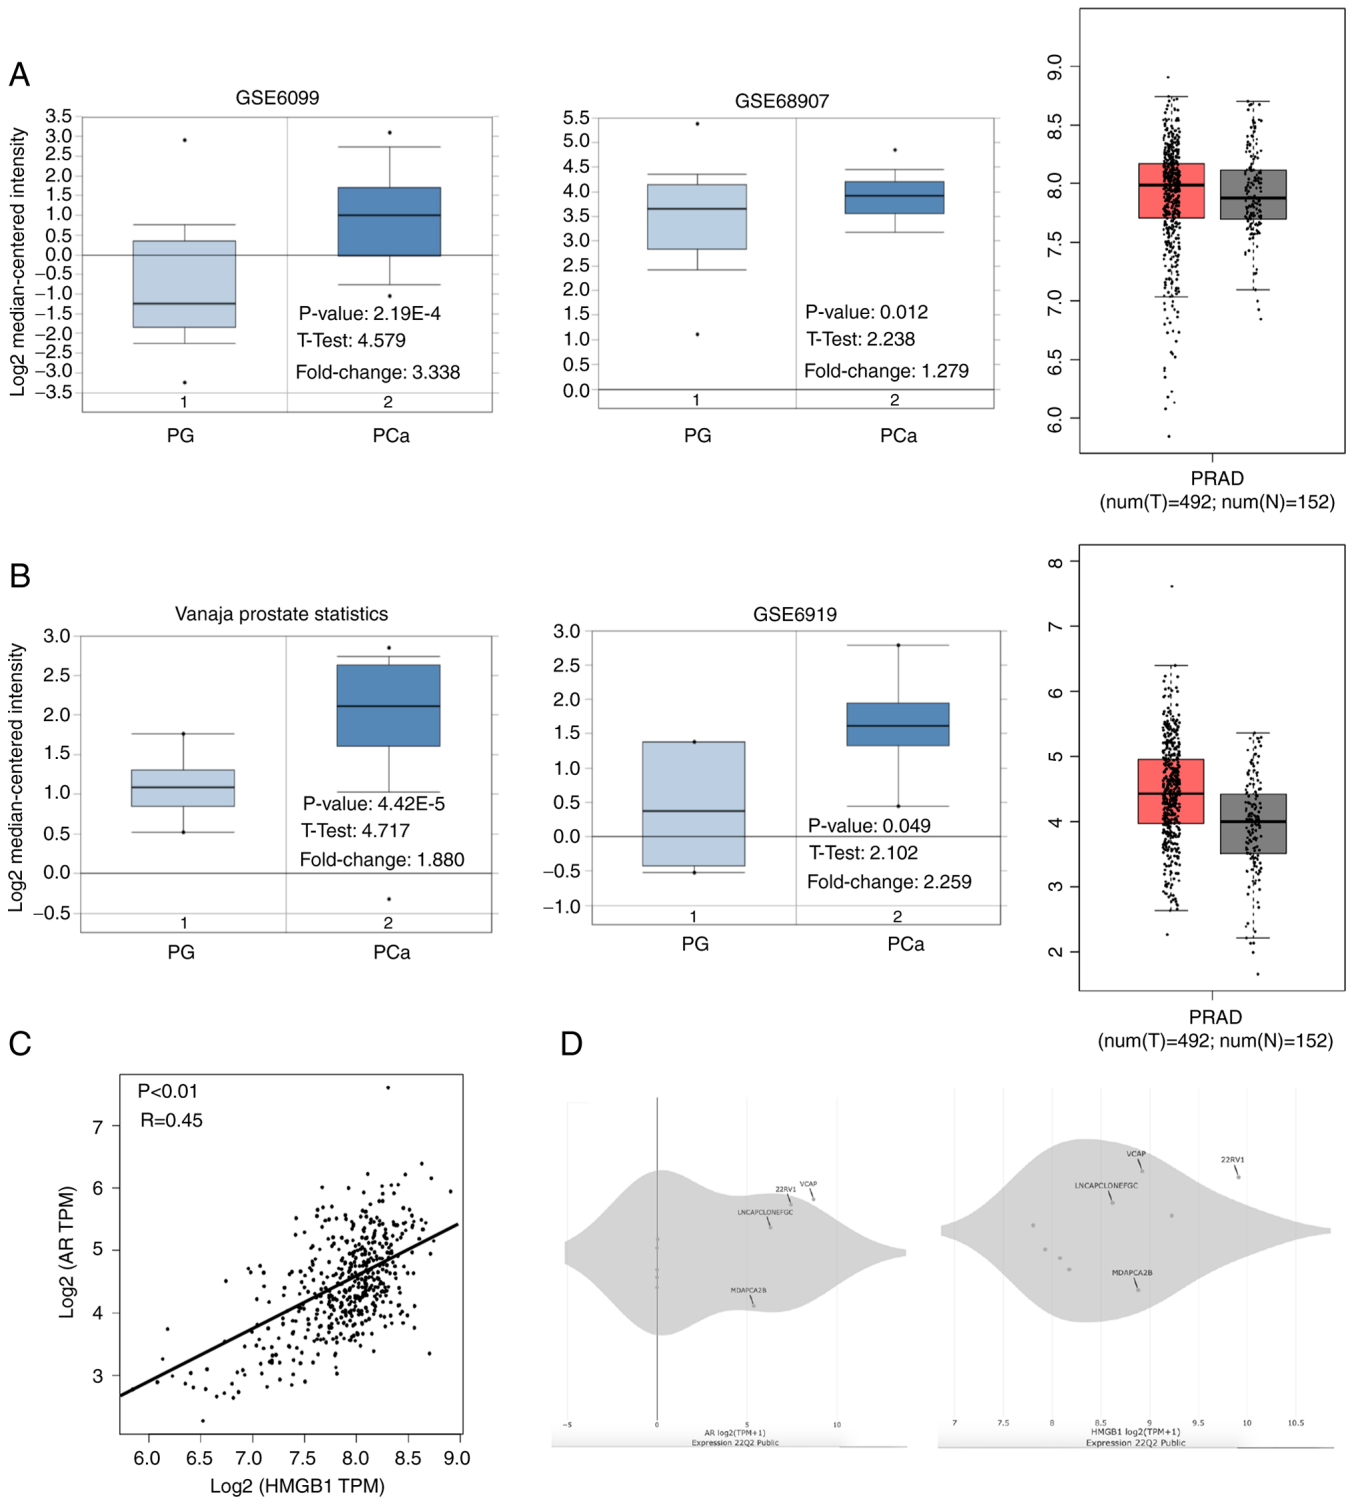 A
GSE6099
Log2 median-centered intensity
3.5
3.0
2.5
2.0
1.5
1.0
0.5
0.0
−0.5
−1.0
−1.5
−2.0
−2.5
−3.0
−3.5
P-value: 2.19E-4
T-Test: 4.579
Fold-change: 3.338
1
2
PG
PCa
GSE68907
5.5
5.0
4.5
4.0
3.5
3.0
2.5
2.0
1.5
1.0
0.5
0.0
P-value: 0.012
T-Test: 2.238
Fold-change: 1.279
1
2
PG
PCa
9.0
8.5
8.0
7.5
7.0
6.5
6.0
PRAD
(num(T)=492; num(N)=152)
B
Vanaja prostate statistics
Log2 median-centered intensity
3.0
2.5
2.0
1.5
1.0
0.5
0.0
−0.5
P-value: 4.42E-5
T-Test: 4.717
Fold-change: 1.880
1
2
PG
PCa
GSE6919
3.0
2.5
2.0
1.5
1.0
0.5
0.0
−0.5
−1.0
P-value: 0.049
T-Test: 2.102
Fold-change: 2.259
1
2
PG
PCa
8
7
6
5
4
3
2
PRAD
(num(T)=492; num(N)=152)
C
P<0.01
R=0.45
Log2 (AR TPM)
7
6
5
4
3
6.0 6.5 7.0 7.5 8.0 8.5 9.0
Log2 (HMGB1 TPM)
D
22RV1
VCAP
LNCAPCLONEFGC
MDAPCA2B
−5 0 5 10
AR log2(TPM+1)
Expression 22Q2 Public
VCAP
22RV1
LNCAPCLONEFGC
MDAPCA2B
7 7.5 8 8.5 9 9.5 10 10.5
HMGB1 log2(TPM+1)
Expression 22Q2 Public